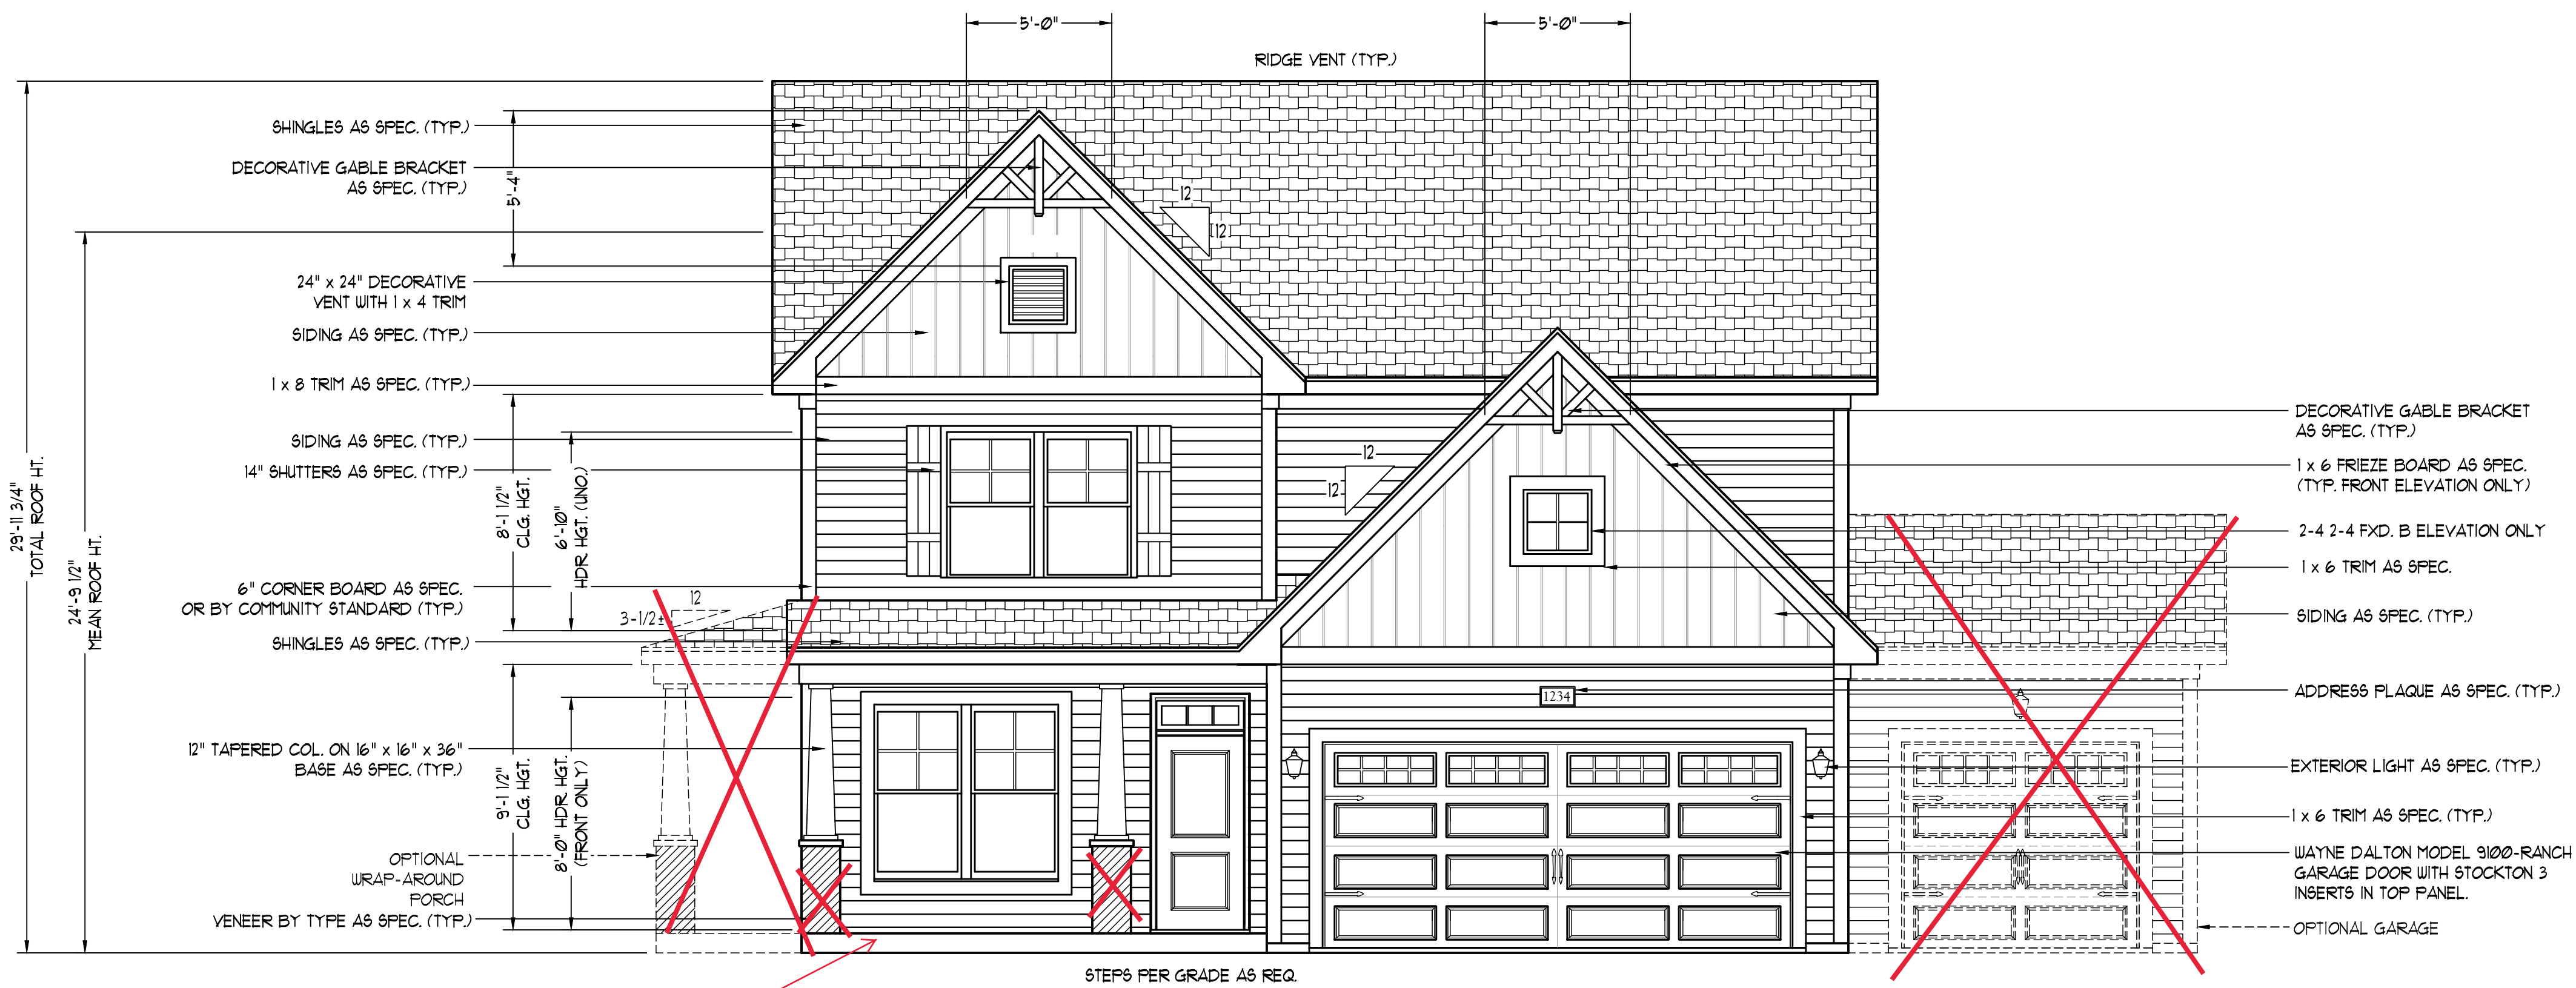 5'-0"
5'-0"
RIDGE VENT (TYP.)
SHINGLES AS SPEC. (TYP.)
DECORATIVE GABLE BRACKET
AS SPEC. (TYP.)
5'-4"
12
12
24" x 24" DECORATIVE
VENT WITH 1 x 4 TRIM
SIDING AS SPEC. (TYP.)
1 x 8 TRIM AS SPEC. (TYP.)
SIDING AS SPEC. (TYP.)
14" SHUTTERS AS SPEC. (TYP.)
29'-11 3/4"
TOTAL ROOF HT.
24'-9 1/2"
MEAN ROOF HT.
8'-1 1/2"
CLG. HGT.
6'-10"
HDR. HGT. (UNO.)
12
12
6" CORNER BOARD AS SPEC.
OR BY COMMUNITY STANDARD (TYP.)
12
3-1/2±
SHINGLES AS SPEC. (TYP.)
12" TAPERED COL. ON 16" x 16" x 36"
BASE AS SPEC. (TYP.)
9'-1 1/2"
CLG. HGT.
8'-0" HDR. HGT.
(FRONT ONLY)
OPTIONAL
WRAP-AROUND
PORCH
VENEER BY TYPE AS SPEC. (TYP.)
1234
STEPS PER GRADE AS REQ.
DECORATIVE GABLE BRACKET
AS SPEC. (TYP.)
1 x 6 FRIEZE BOARD AS SPEC.
(TYP. FRONT ELEVATION ONLY)
2-4 2-4 FXD. B ELEVATION ONLY
1 x 6 TRIM AS SPEC.
SIDING AS SPEC. (TYP.)
ADDRESS PLAQUE AS SPEC. (TYP.)
EXTERIOR LIGHT AS SPEC. (TYP.)
1 x 6 TRIM AS SPEC. (TYP.)
WAYNE DALTON MODEL 9100-RANCH
GARAGE DOOR WITH STOCKTON 3
INSERTS IN TOP PANEL.
OPTIONAL GARAGE